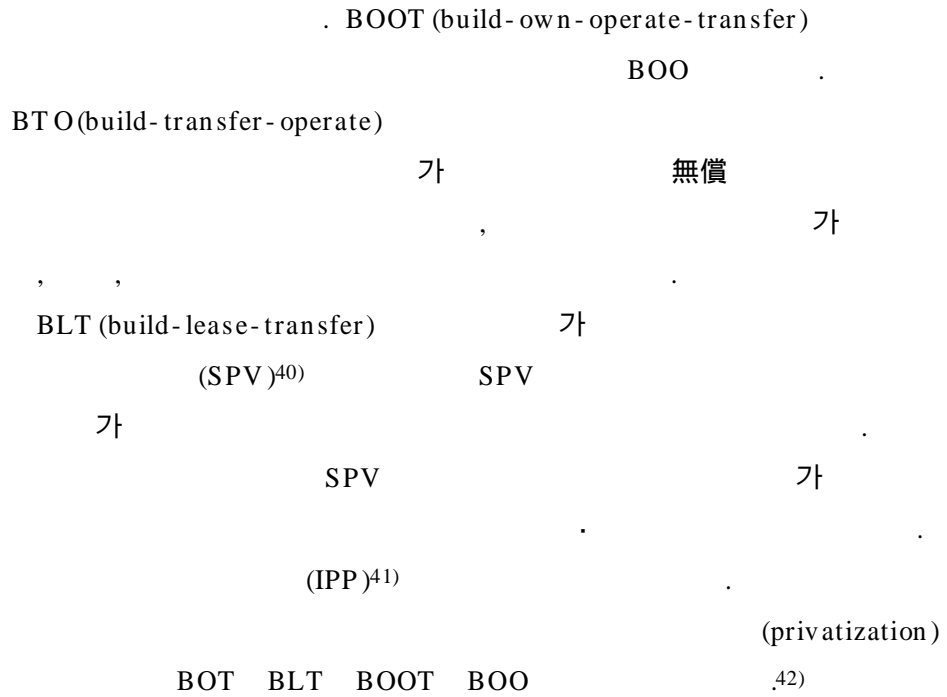 . BOOT (build-own-operate-transfer)
BOO .
BTO(build-transfer-operate)
가 無償
, 가
, , .
BLT (build-lease-transfer) 가
(SPV)40) SPV
가 .
SPV 가
· .
(IPP)41) .
(privatization)
BOT BLT BOOT BOO .42)